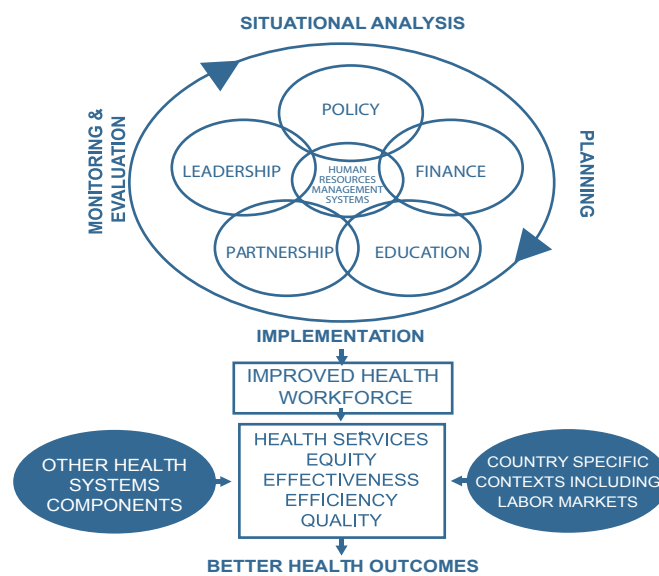 SITUATIONAL ANALYSIS
POLICY
MONITORING &
EVALUATION
LEADERSHIP
HUMAN
RESOURCES
MANAGEMENT
SYSTEMS
FINANCE
PLANNING
PARTNERSHIP
EDUCATION
IMPLEMENTATION
IMPROVED HEALTH
WORKFORCE
OTHER HEALTH
SYSTEMS
COMPONENTS
HEALTH SERVICES
EQUITY
EFFECTIVENESS
EFFICIENCY
QUALITY
COUNTRY SPECIFIC
CONTEXTS INCLUDING
LABOR MARKETS
BETTER HEALTH OUTCOMES